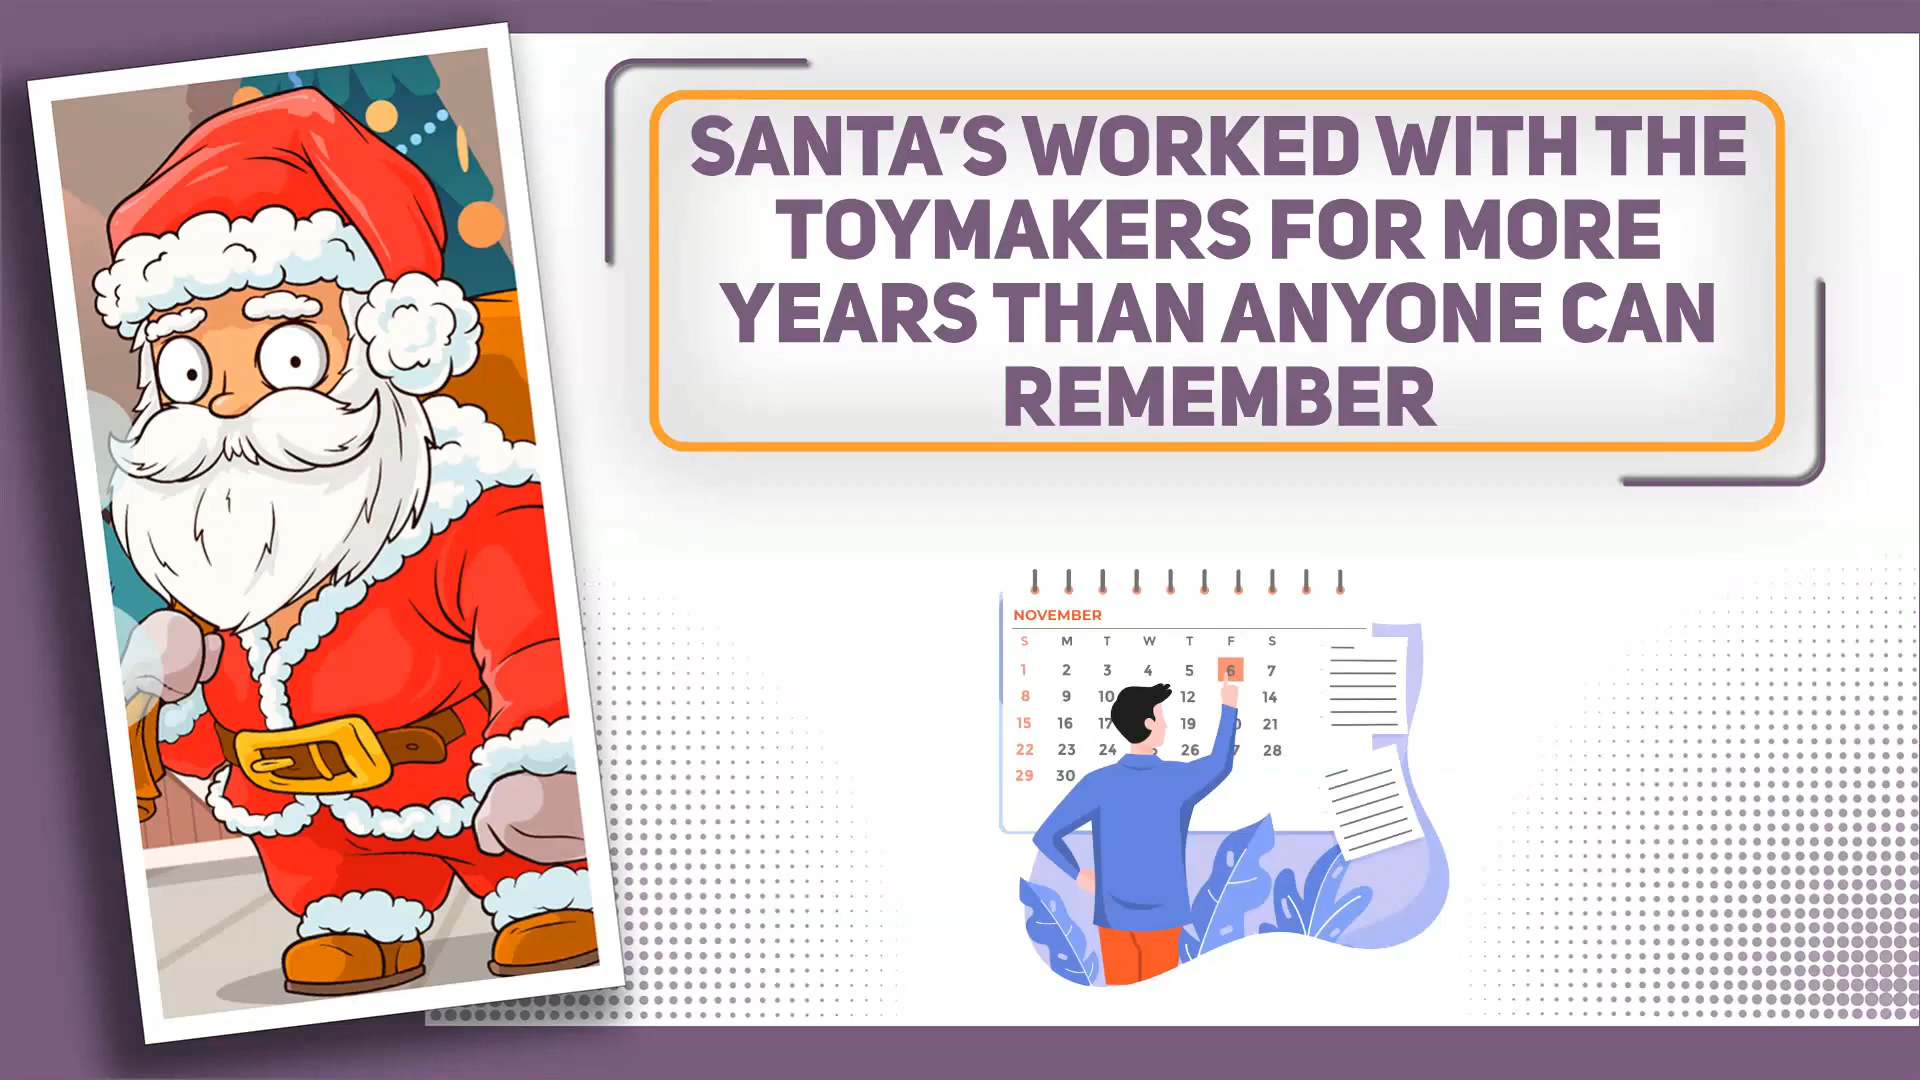 SANTA'S WORKED WITH THE
TOYMAKERS FOR MORE
YEARS THAN ANYONE CAN
REMEMBER
NOVEMBER
S M T W T F S
1 2 3 4 5 6 7
8 9 10 12 14
15 16 17 19 21
22 23 24 26 28
29 30